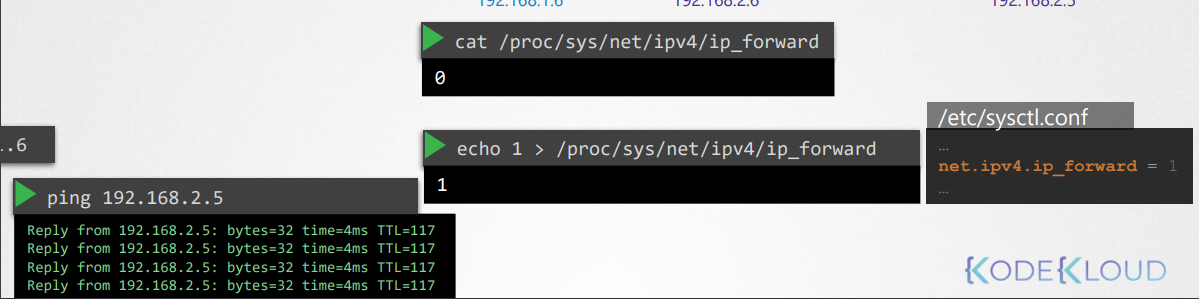 192.168.1.6
192.168.2.6
192.168.2.5
cat /proc/sys/net/ipv4/ip_forward
0
/etc/sysctl.conf
…
net.ipv4.ip_forward = 1
…
.6
echo 1 > /proc/sys/net/ipv4/ip_forward
1
ping 192.168.2.5
Reply from 192.168.2.5: bytes=32 time=4ms TTL=117
Reply from 192.168.2.5: bytes=32 time=4ms TTL=117
Reply from 192.168.2.5: bytes=32 time=4ms TTL=117
Reply from 192.168.2.5: bytes=32 time=4ms TTL=117
KODEKLOUD